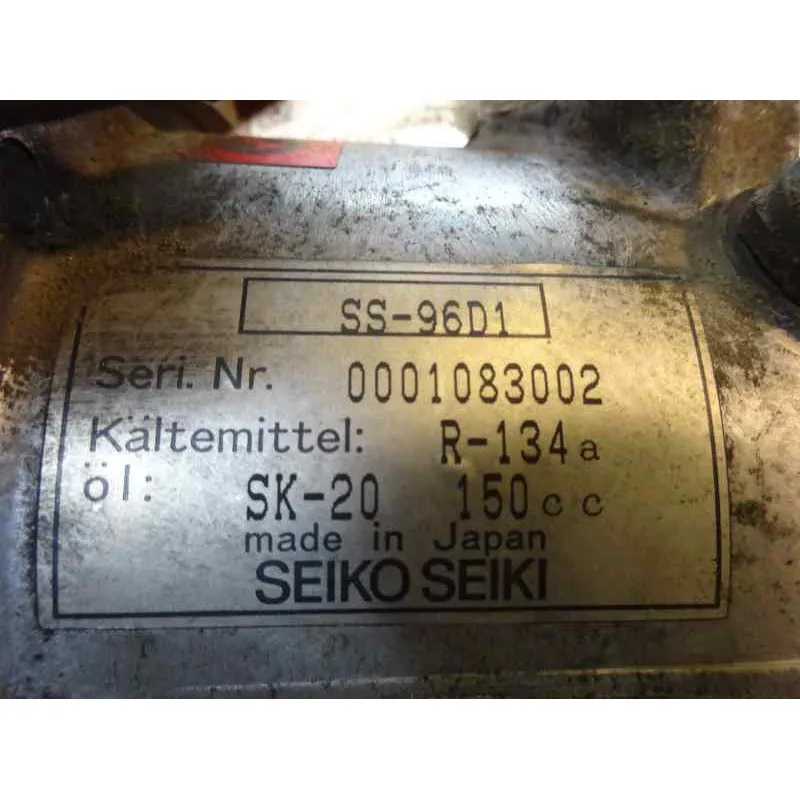 SS-96D1
Seri. Nr. 0001083002
Kältemittel: R-134a
öl: SK-20 150cc
made in Japan
SEIKO SEIKI